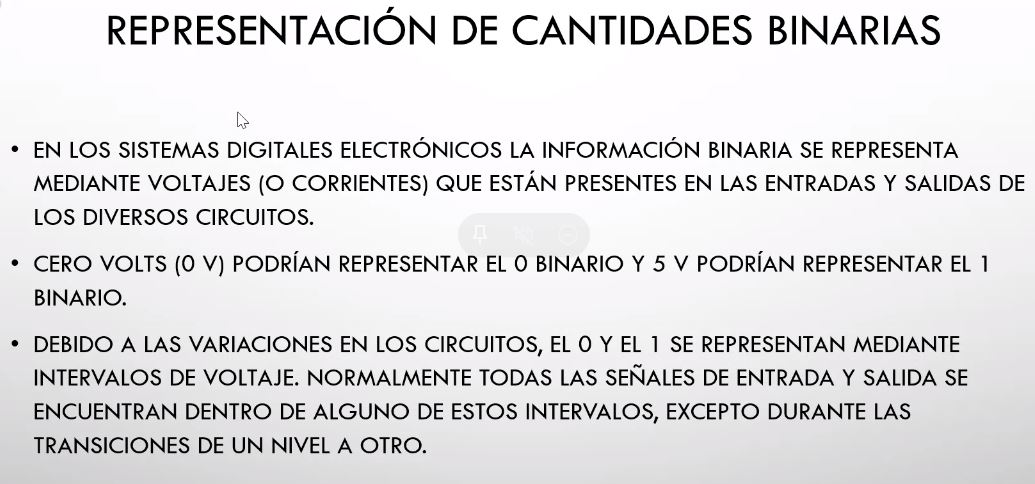 REPRESENTACIÓN DE CANTIDADES BINARIAS
• EN LOS SISTEMAS DIGITALES ELECTRÓNICOS LA INFORMACIÓN BINARIA SE REPRESENTA
MEDIANTE VOLTAJES (O CORRIENTES) QUE ESTÁN PRESENTES EN LAS ENTRADAS Y SALIDAS DE
LOS DIVERSOS CIRCUITOS.
• CERO VOLTS (0 V) PODRÍAN REPRESENTAR EL 0 BINARIO Y 5 V PODRÍAN REPRESENTAR EL 1
BINARIO.
• DEBIDO A LAS VARIACIONES EN LOS CIRCUITOS, EL 0 Y EL 1 SE REPRESENTAN MEDIANTE
INTERVALOS DE VOLTAJE. NORMALMENTE TODAS LAS SEÑALES DE ENTRADA Y SALIDA SE
ENCUENTRAN DENTRO DE ALGUNO DE ESTOS INTERVALOS, EXCEPTO DURANTE LAS
TRANSICIONES DE UN NIVEL A OTRO.